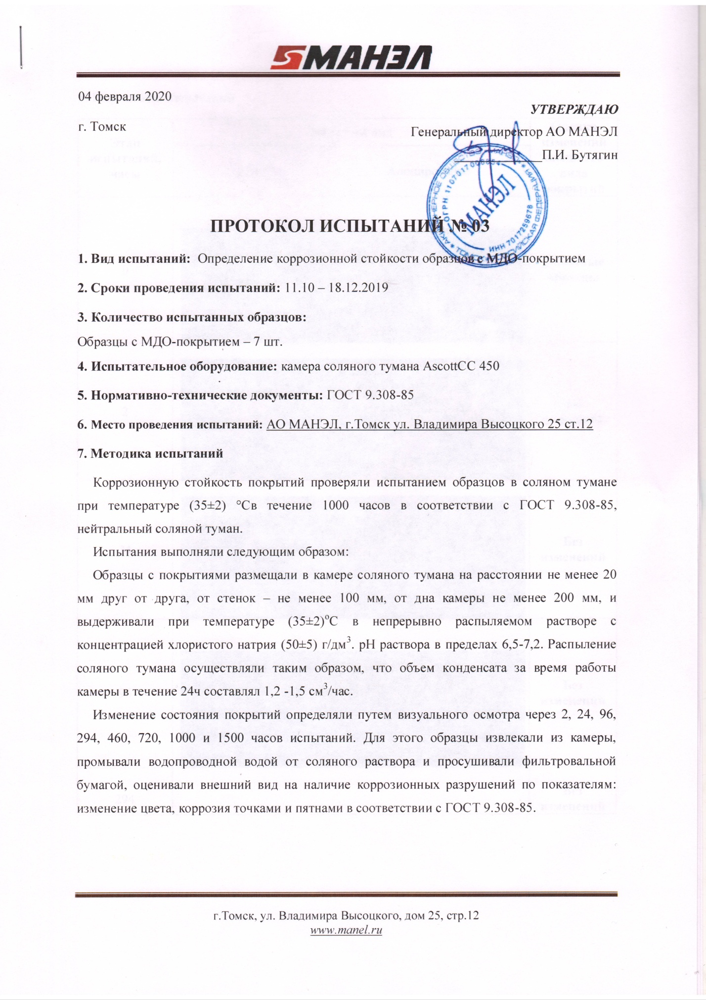 МАНЭЛ
04 февраля 2020
УТВЕРЖДАЮ
г. Томск
Генеральный директор АО МАНЭЛ
П.И. Бутягин
АКЦИОНЕРНОЕ ОБЩЕСТВО "МАНЭЛ" * РОССИЙСКАЯ ФЕДЕРАЦИЯ * ТОМСК
ОГРН 1107017008854
МАНЭЛ
ИНН 7017259678
ПРОТОКОЛ ИСПЫТАНИЙ № 03
1. Вид испытаний: Определение коррозионной стойкости образцов с МДО-покрытием
2. Сроки проведения испытаний: 11.10 – 18.12.2019
3. Количество испытанных образцов:
Образцы с МДО-покрытием – 7 шт.
4. Испытательное оборудование: камера соляного тумана AscottCC 450
5. Нормативно-технические документы: ГОСТ 9.308-85
6. Место проведения испытаний: АО МАНЭЛ, г.Томск ул. Владимира Высоцкого 25 ст.12
7. Методика испытаний
Коррозионную стойкость покрытий проверяли испытанием образцов в соляном тумане
при температуре (35±2) °Св течение 1000 часов в соответствии с ГОСТ 9.308-85,
нейтральный соляной туман.
Испытания выполняли следующим образом:
Образцы с покрытиями размещали в камере соляного тумана на расстоянии не менее 20
мм друг от друга, от стенок – не менее 100 мм, от дна камеры не менее 200 мм, и
выдерживали при температуре (35±2)°С в непрерывно распыляемом растворе с
концентрацией хлористого натрия (50±5) г/дм³. рН раствора в пределах 6,5-7,2. Распыление
соляного тумана осуществляли таким образом, что объем конденсата за время работы
камеры в течение 24ч составлял 1,2 -1,5 см³/час.
Изменение состояния покрытий определяли путем визуального осмотра через 2, 24, 96,
294, 460, 720, 1000 и 1500 часов испытаний. Для этого образцы извлекали из камеры,
промывали водопроводной водой от соляного раствора и просушивали фильтровальной
бумагой, оценивали внешний вид на наличие коррозионных разрушений по показателям:
изменение цвета, коррозия точками и пятнами в соответствии с ГОСТ 9.308-85.
г.Томск, ул. Владимира Высоцкого, дом 25, стр.12
www.manel.ru